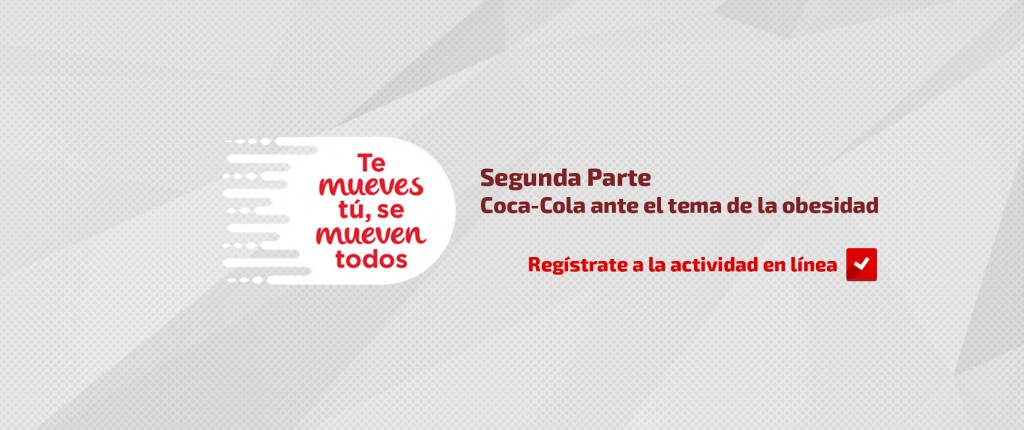 Te
mueves
tú, se
mueven
todos
Segunda Parte
Coca-Cola ante el tema de la obesidad
Regístrate a la actividad en línea